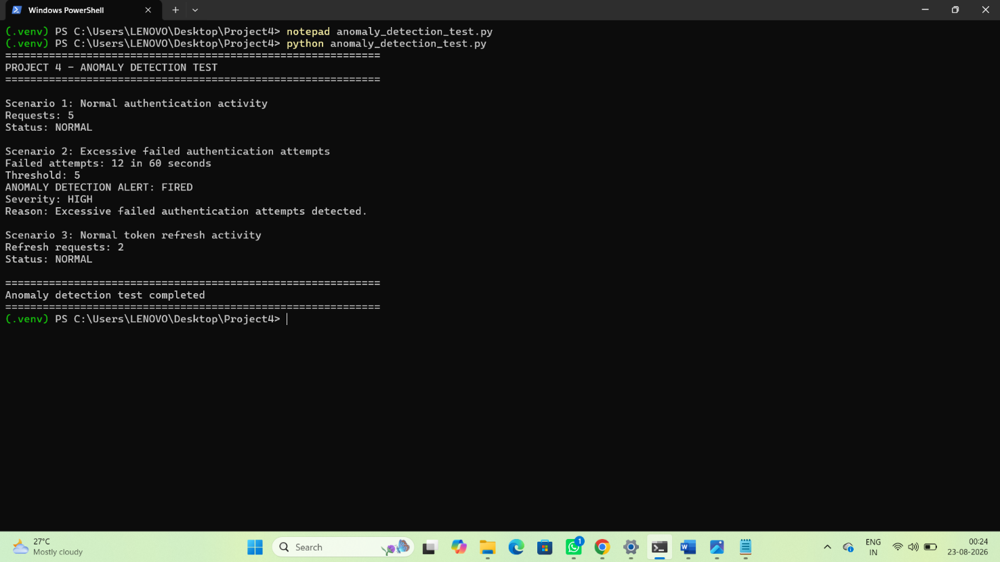 Windows PowerShell
(.venv) PS C:\Users\LENOVO\Desktop\Project4> notepad anomaly_detection_test.py
(.venv) PS C:\Users\LENOVO\Desktop\Project4> python anomaly_detection_test.py
============================================================
PROJECT 4 - ANOMALY DETECTION TEST
============================================================
Scenario 1: Normal authentication activity
Requests: 5
Status: NORMAL
Scenario 2: Excessive failed authentication attempts
Failed attempts: 12 in 60 seconds
Threshold: 5
ANOMALY DETECTION ALERT: FIRED
Severity: HIGH
Reason: Excessive failed authentication attempts detected.
Scenario 3: Normal token refresh activity
Refresh requests: 2
Status: NORMAL
============================================================
Anomaly detection test completed
============================================================
(.venv) PS C:\Users\LENOVO\Desktop\Project4>
27°C
Mostly cloudy
Search
1
ENG
IN
00:24
23-08-2026